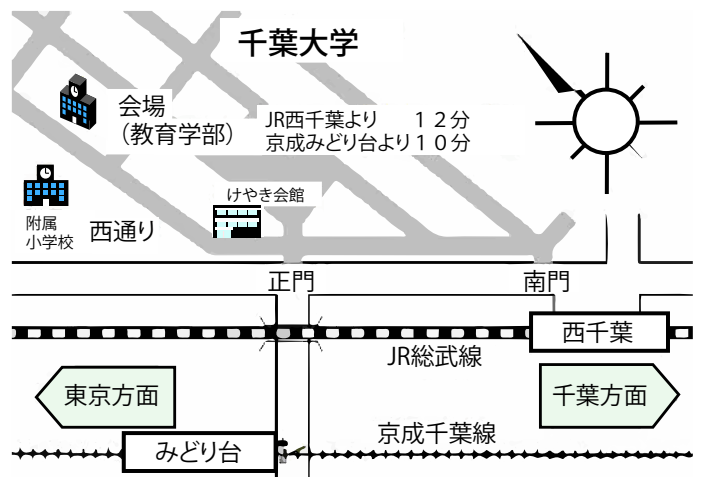 千葉大学
会場
（教育学部）
JR西千葉より　１２分
京成みどり台より１０分
けやき会館
附属
小学校
西通り
正門
南門
西千葉
JR総武線
東京方面
千葉方面
京成千葉線
みどり台